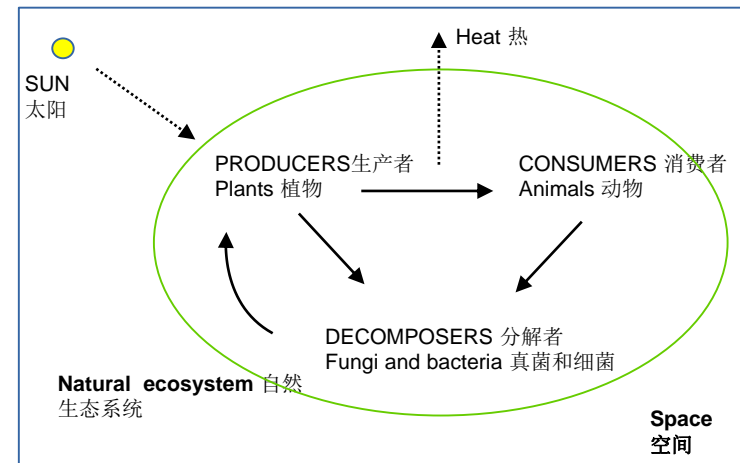 Heat 热
SUN
太阳
PRODUCERS生产者
Plants 植物
CONSUMERS 消费者
Animals 动物
DECOMPOSERS 分解者
Fungi and bacteria 真菌和细菌
Natural ecosystem 自然
生态系统
Space
空间